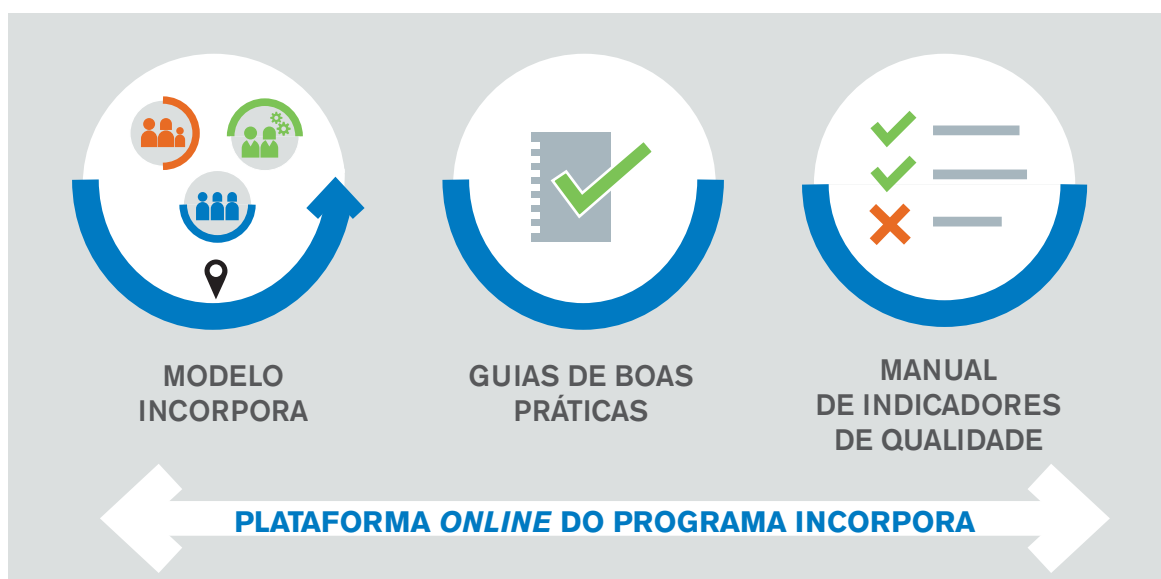 MODELO
INCORPORA
GUIAS DE BOAS
PRÁTICAS
MANUAL
DE INDICADORES
DE QUALIDADE
PLATAFORMA ONLINE DO PROGRAMA INCORPORA